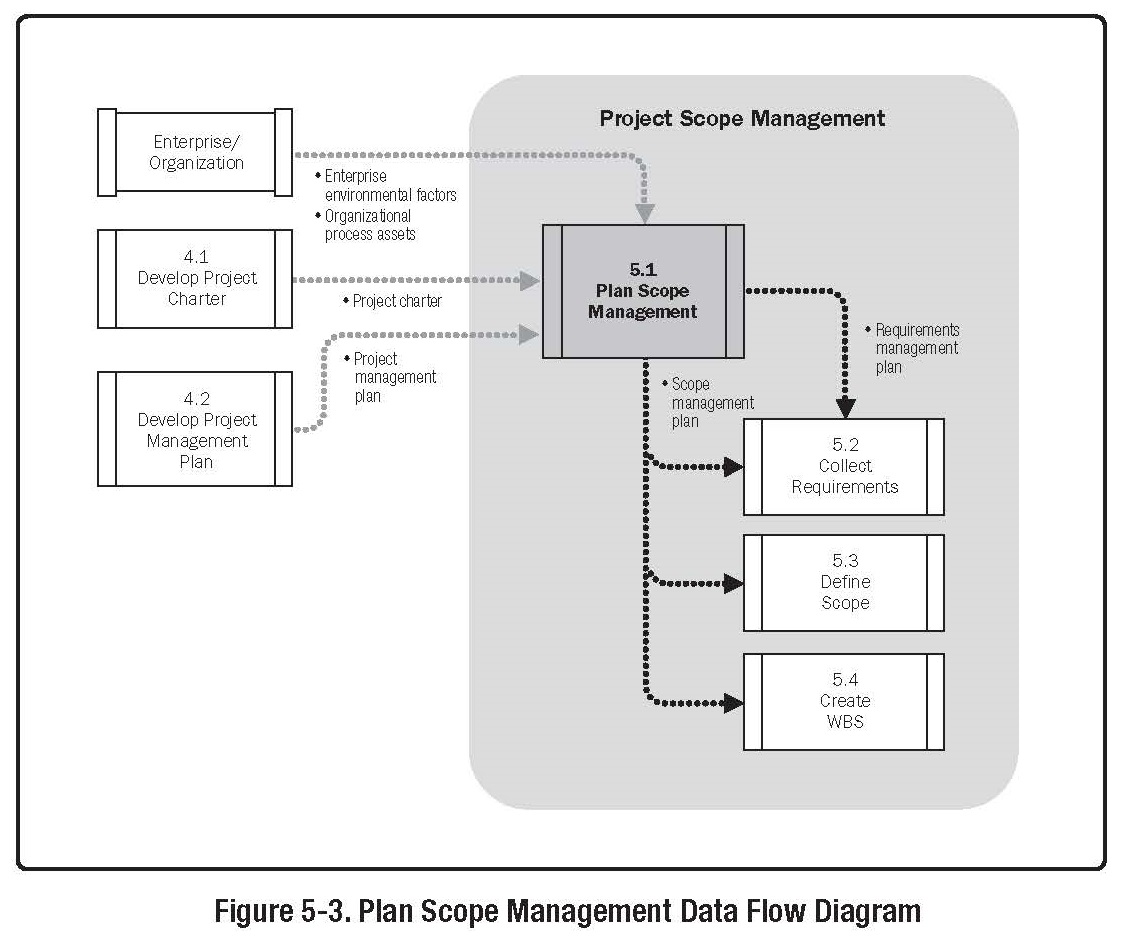 Project Scope Management
Enterprise/
Organization
• Enterprise
environmental factors
• Organizational
process assets
4.1
Develop Project
Charter
• Project charter
5.1
Plan Scope
Management
• Project
management
plan
• Requirements
management
plan
4.2
Develop Project
Management
Plan
• Scope
management
plan
5.2
Collect
Requirements
5.3
Define
Scope
5.4
Create
WBS
Figure 5-3. Plan Scope Management Data Flow Diagram